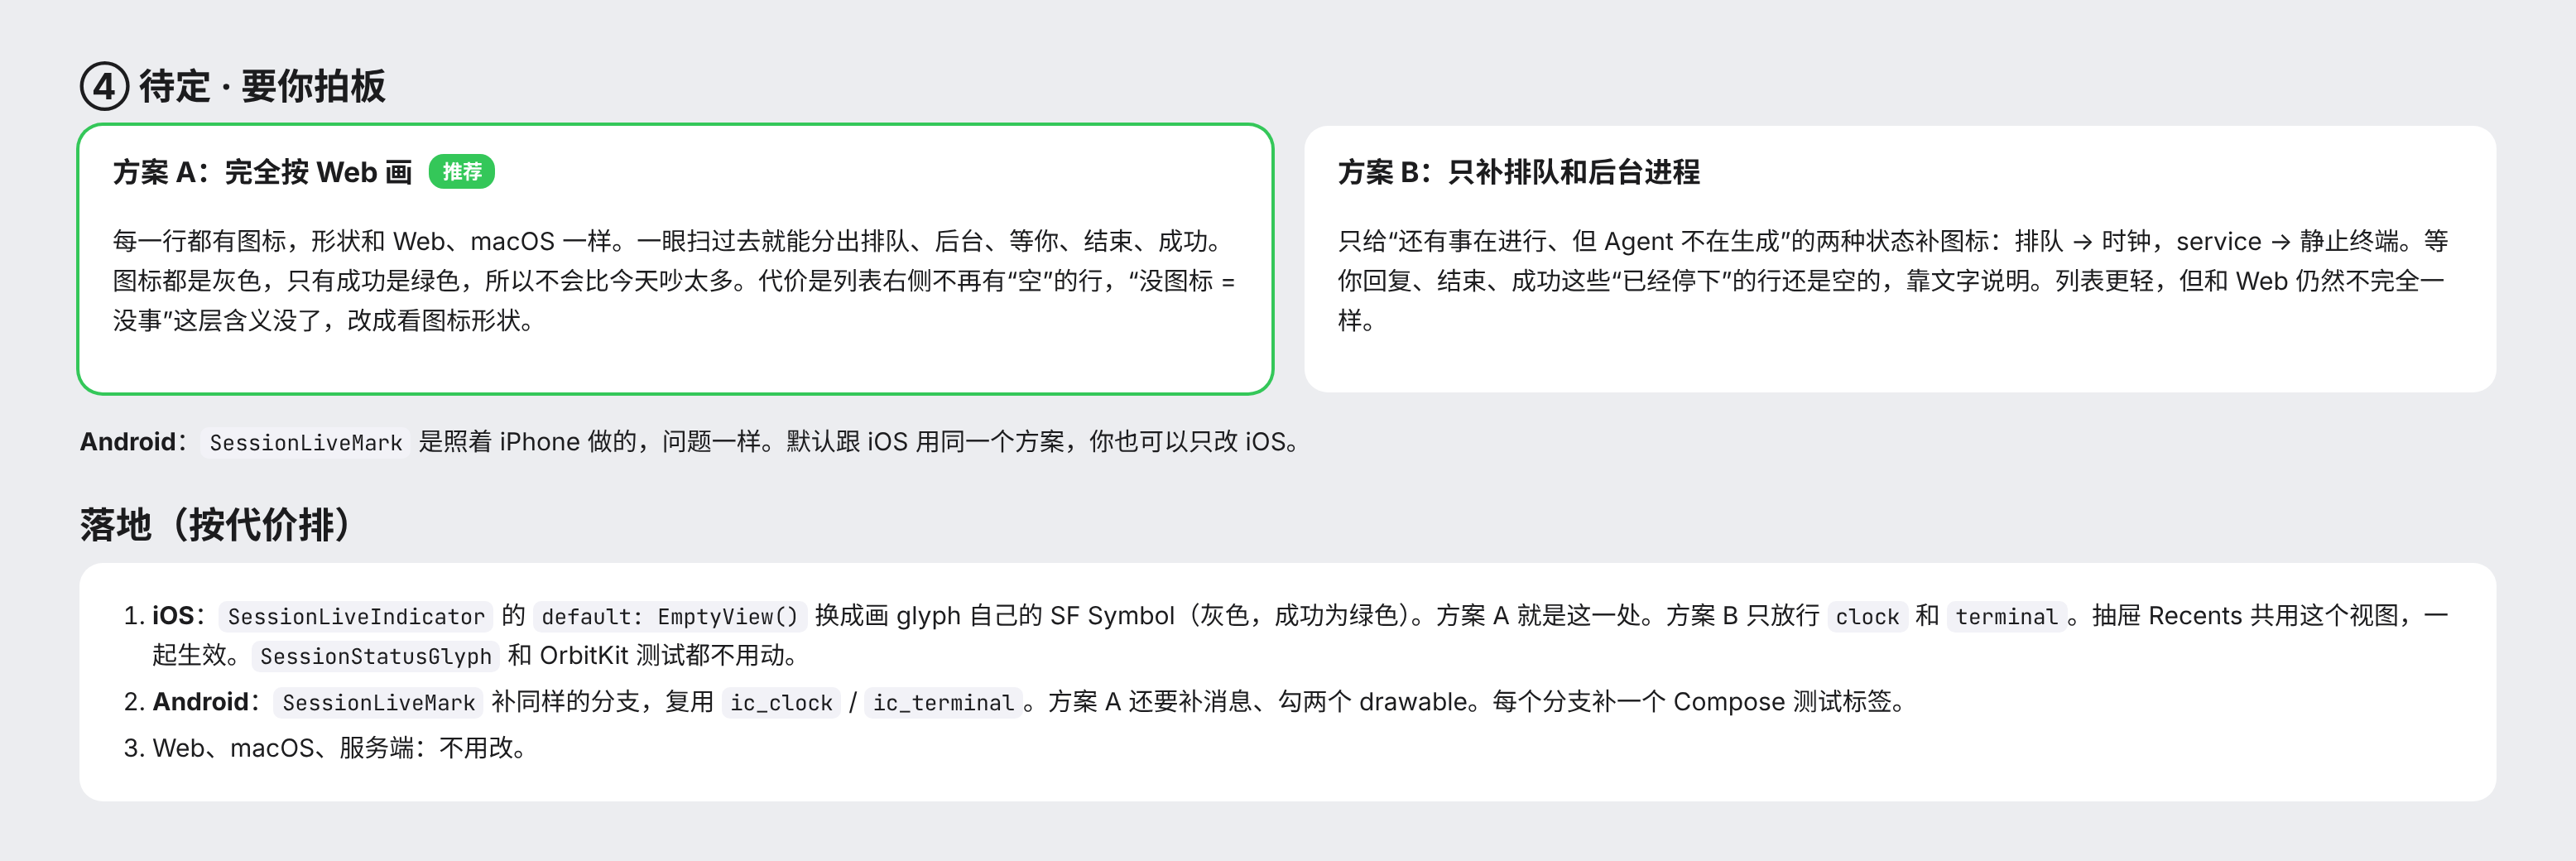 ④ 待定 · 要你拍板
方案 A：完全按 Web 画 推荐
每一行都有图标，形状和 Web、macOS 一样。一眼扫过去就能分出排队、后台、等你、结束、成功。
图标都是灰色，只有成功是绿色，所以不会比今天吵太多。代价是列表右侧不再有“空”的行，“没图标 =
没事”这层含义没了，改成看图标形状。
方案 B：只补排队和后台进程
只给“还有事在进行、但 Agent 不在生成”的两种状态补图标：排队 → 时钟，service → 静止终端。等
你回复、结束、成功这些“已经停下”的行还是空的，靠文字说明。列表更轻，但和 Web 仍然不完全一
样。
Android：SessionLiveMark 是照着 iPhone 做的，问题一样。默认跟 iOS 用同一个方案，你也可以只改 iOS。
落地（按代价排）
1. iOS：SessionLiveIndicator 的 default: EmptyView() 换成画 glyph 自己的 SF Symbol（灰色，成功为绿色）。方案 A 就是这一处。方案 B 只放行 clock 和 terminal。抽屉 Recents 共用这个视图，一
起生效。SessionStatusGlyph 和 OrbitKit 测试都不用动。
2. Android：SessionLiveMark 补同样的分支，复用 ic_clock / ic_terminal。方案 A 还要补消息、勾两个 drawable。每个分支补一个 Compose 测试标签。
3. Web、macOS、服务端：不用改。